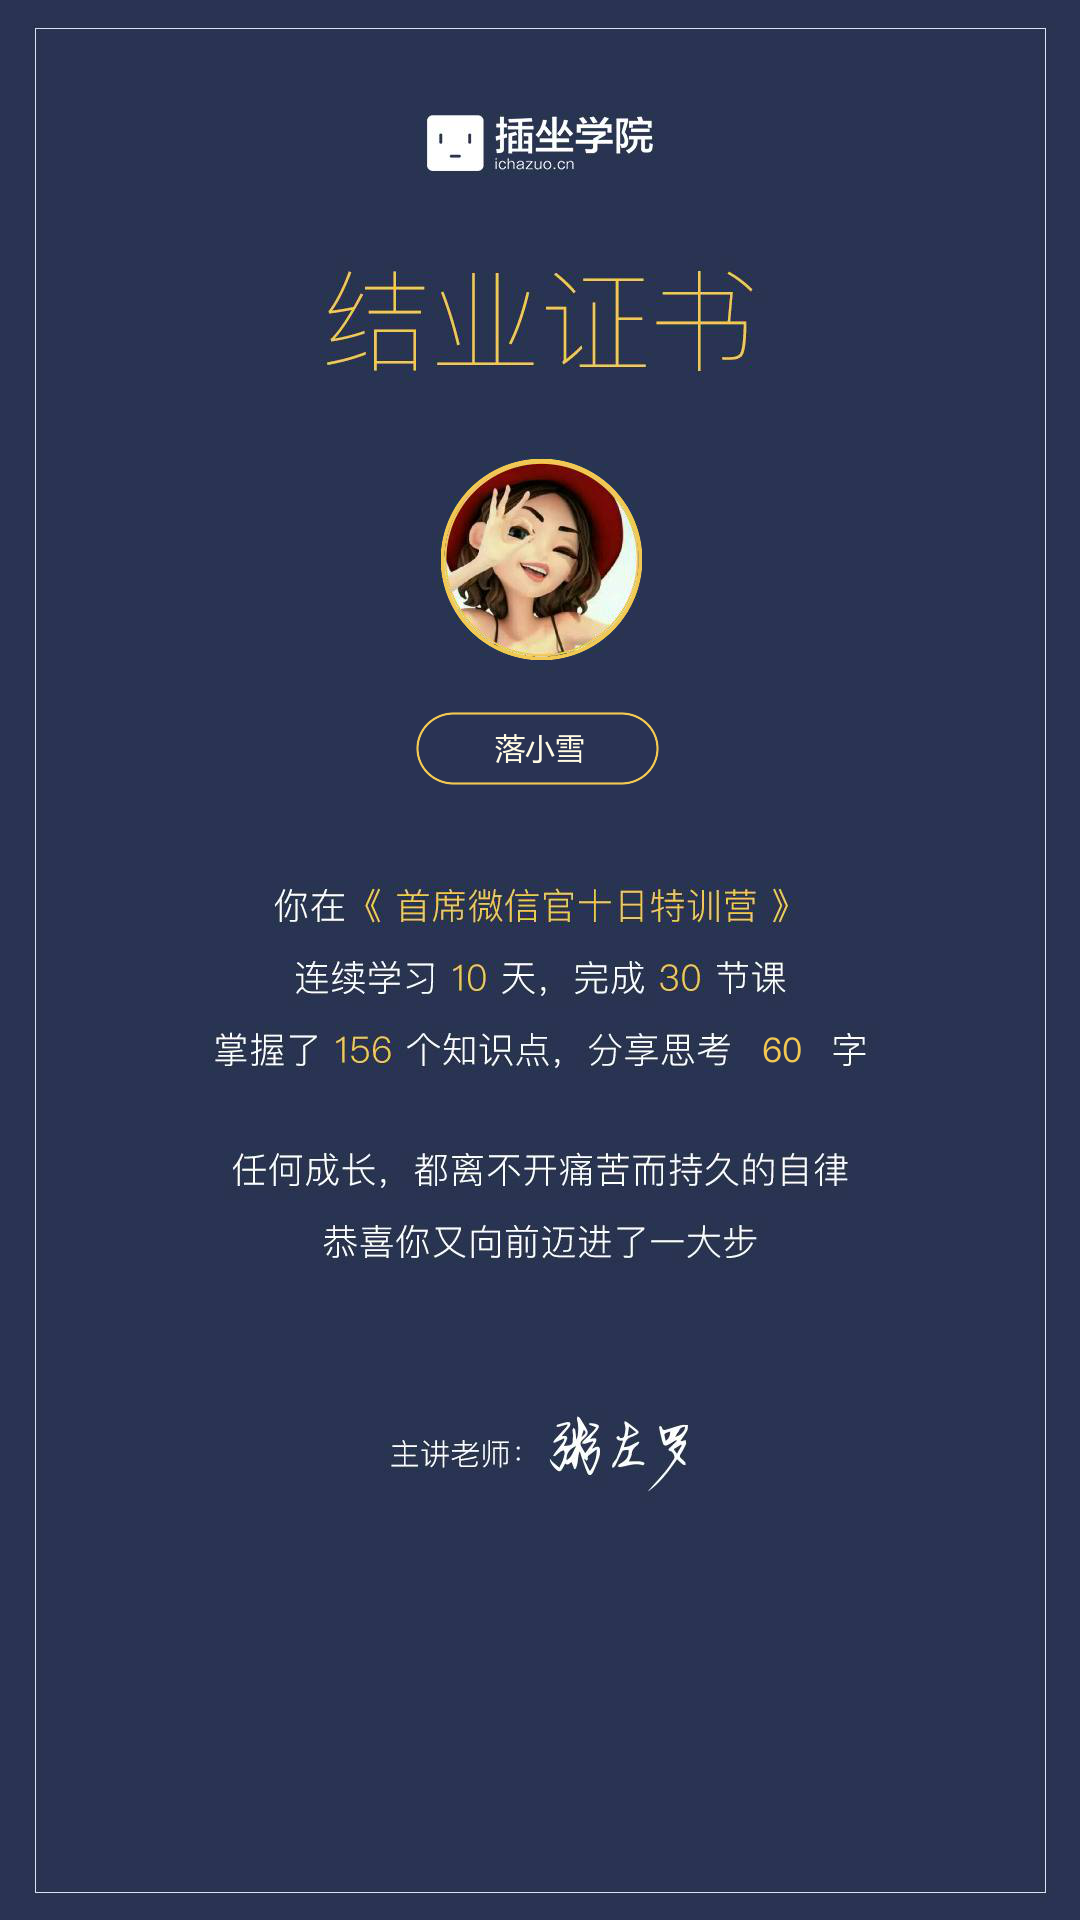 插坐学院
ichazuo.cn
结业证书
落小雪
你在《 首席微信官十日特训营 》
连续学习 10 天，完成 30 节课
掌握了 156 个知识点，分享思考 60 字
任何成长，都离不开痛苦而持久的自律
恭喜你又向前迈进了一大步
主讲老师：粥左罗